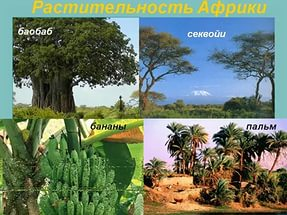 Растительность Африки
баобаб
секвойи
бананы
пальм